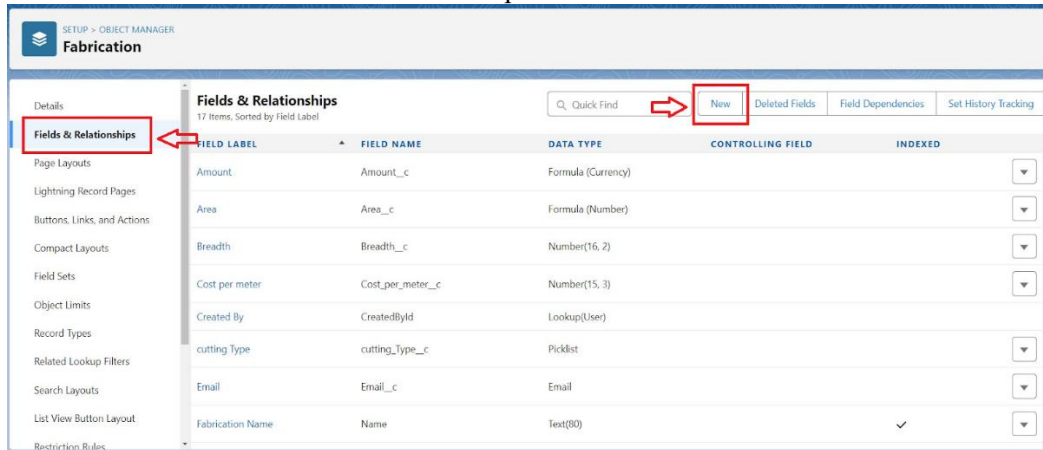 SETUP > OBJECT MANAGER
Fabrication
Details
Fields & Relationships
Page Layouts
Lightning Record Pages
Buttons, Links, and Actions
Compact Layouts
Field Sets
Object Limits
Record Types
Related Lookup Filters
Search Layouts
List View Button Layout
Restriction Rules
Fields & Relationships
17 Items, Sorted by Field Label
Quick Find
New Deleted Fields Field Dependencies Set History Tracking
FIELD LABEL FIELD NAME DATA TYPE CONTROLLING FIELD INDEXED
Amount Amount__c Formula (Currency)
Area Area__c Formula (Number)
Breadth Breadth__c Number(16, 2)
Cost per meter Cost_per_meter__c Number(15, 3)
Created By CreatedById Lookup(User)
cutting Type cutting_Type__c Picklist
Email Email__c Email
Fabrication Name Name Text(80)